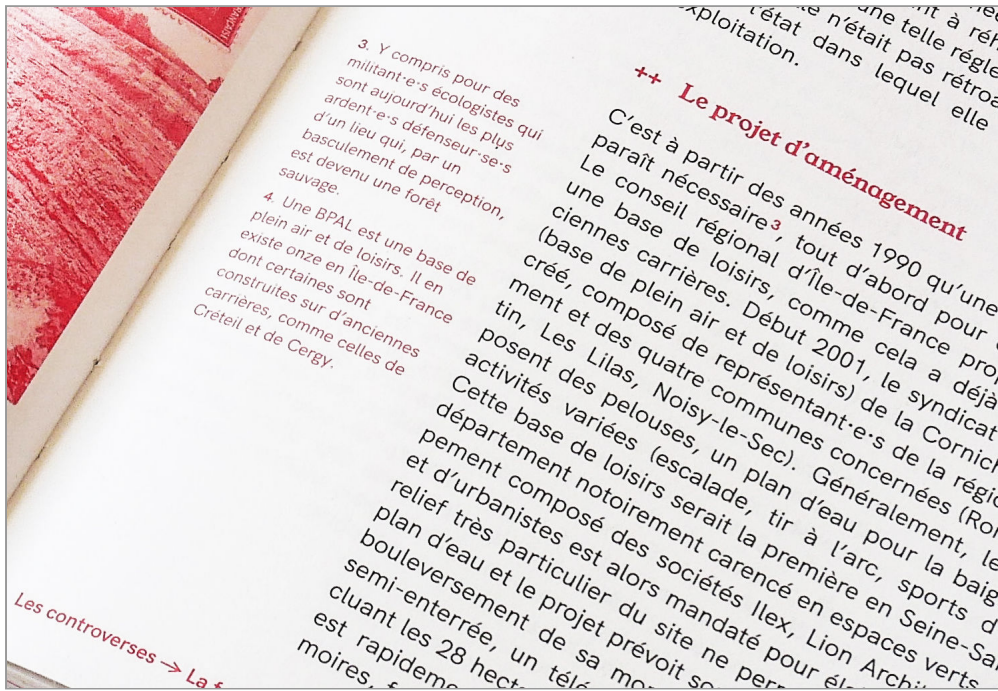 3. Y compris pour des
militant·e·s écologistes qui
sont aujourd'hui les plus
ardent·e·s défenseur·se·s
d'un lieu qui, par un
basculement de perception,
est devenu une forêt
sauvage.
4. Une BPAL est une base de
plein air et de loisirs. Il en
existe onze en Île-de-France
dont certaines sont
construites sur d'anciennes
carrières, comme celles de
Créteil et de Cergy.
Les controverses → La
à réh
une telle régle
n'était pas rétroa
l'état dans lequel elle
exploitation.
++ Le projet d'aménagement
C'est à partir des années 1990 qu'une
paraît nécessaire³, tout d'abord pour
Le conseil régional d'Île-de-France pro
une base de loisirs, comme cela a déjà
ciennes carrières. Début 2001, le syndicat
(base de plein air et de loisirs) de la Cornich
créé, composé de représentant·e·s de la régio
ment et des quatre communes concernées (Ro
tin, Les Lilas, Noisy-le-Sec). Généralement, le
posent des pelouses, un plan d'eau pour la baig
activités variées (escalade, tir à l'arc, sports d
Cette base de loisirs serait la première en Seine-Sa
département notoirement carencé en espaces verts
pement composé des sociétés Ilex, Lion Archi
et d'urbanistes est alors mandaté pour
relief très particulier du site ne per
plan d'eau et le projet prévoit so
bouleversement de sa mo
semi-enterrée, un télé
cluant les 28 hect
est rapideme
moires,